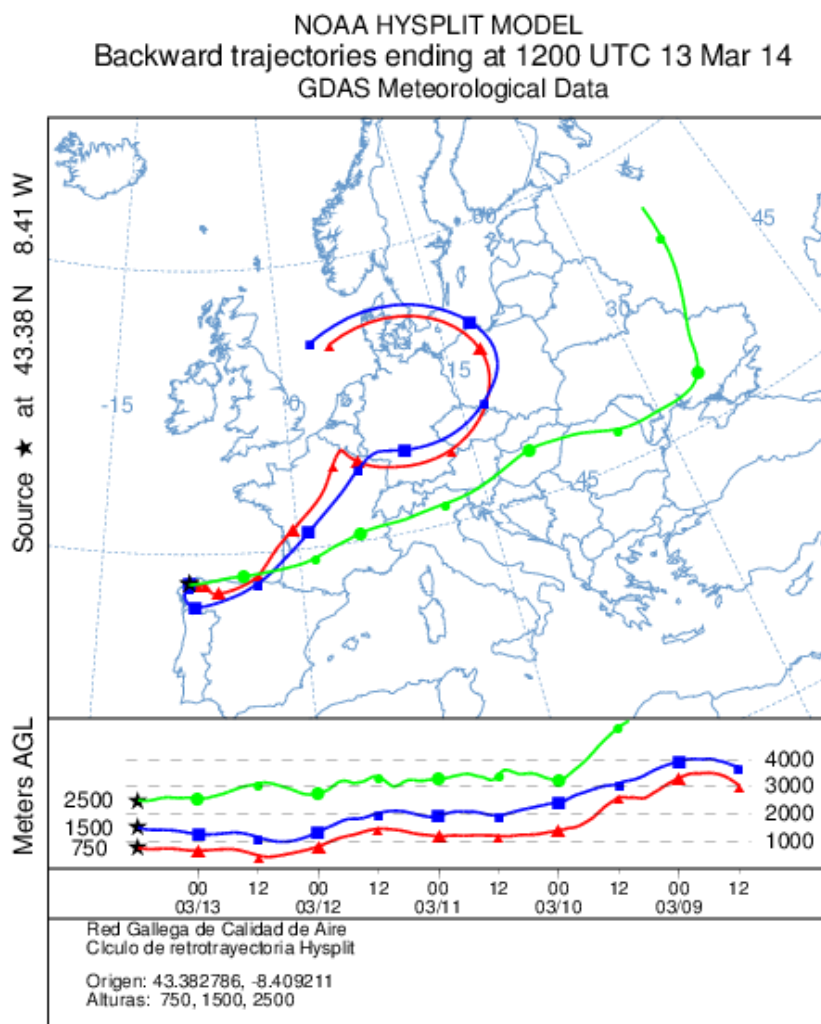 NOAA HYSPLIT MODEL
Backward trajectories ending at 1200 UTC 13 Mar 14
GDAS Meteorological Data
Source ★ at 43.38 N 8.41 W
60
45
30
15
-15
0
45
Meters AGL
4000
3000
2500
2000
1500
1000
750
00 12 00 12 00 12 00 12 00 12
03/13 03/12 03/11 03/10 03/09
Red Gallega de Calidad de Aire
Clculo de retrotrayectoria Hysplit
Origen: 43.382786, -8.409211
Alturas: 750, 1500, 2500